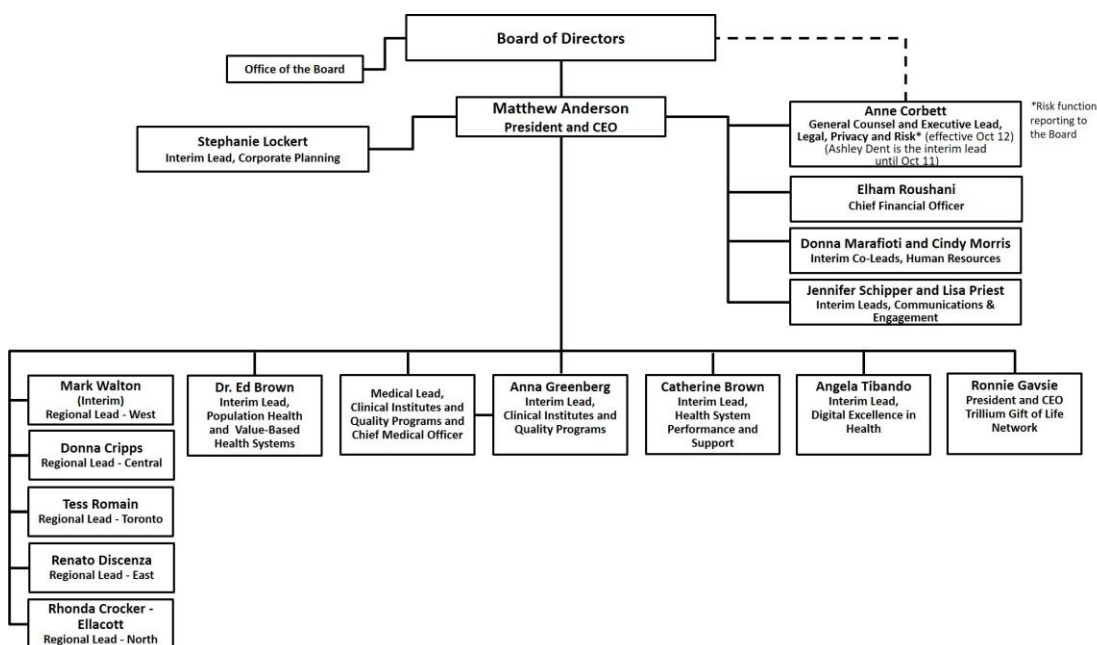 Board of Directors
Office of the Board
Matthew Anderson
President and CEO
Stephanie Lockert
Interim Lead, Corporate Planning
Anne Corbett
General Counsel and Executive Lead,
Legal, Privacy and Risk* (effective Oct 12)
(Ashley Dent is the interim lead
until Oct 11)
*Risk function
reporting to
the Board
Elham Roushani
Chief Financial Officer
Donna Marafioti and Cindy Morris
Interim Co-Leads, Human Resources
Jennifer Schipper and Lisa Priest
Interim Leads, Communications &
Engagement
Mark Walton
(Interim)
Regional Lead - West
Donna Cripps
Regional Lead - Central
Tess Romain
Regional Lead - Toronto
Renato Discenza
Regional Lead - East
Rhonda Crocker -
Ellacott
Regional Lead - North
Dr. Ed Brown
Interim Lead,
Population Health
and Value-Based
Health Systems
Medical Lead,
Clinical Institutes and
Quality Programs and
Chief Medical Officer
Anna Greenberg
Interim Lead,
Clinical Institutes and
Quality Programs
Catherine Brown
Interim Lead,
Health System
Performance and
Support
Angela Tibando
Interim Lead,
Digital Excellence in
Health
Ronnie Gavsie
President and CEO
Trillium Gift of Life
Network